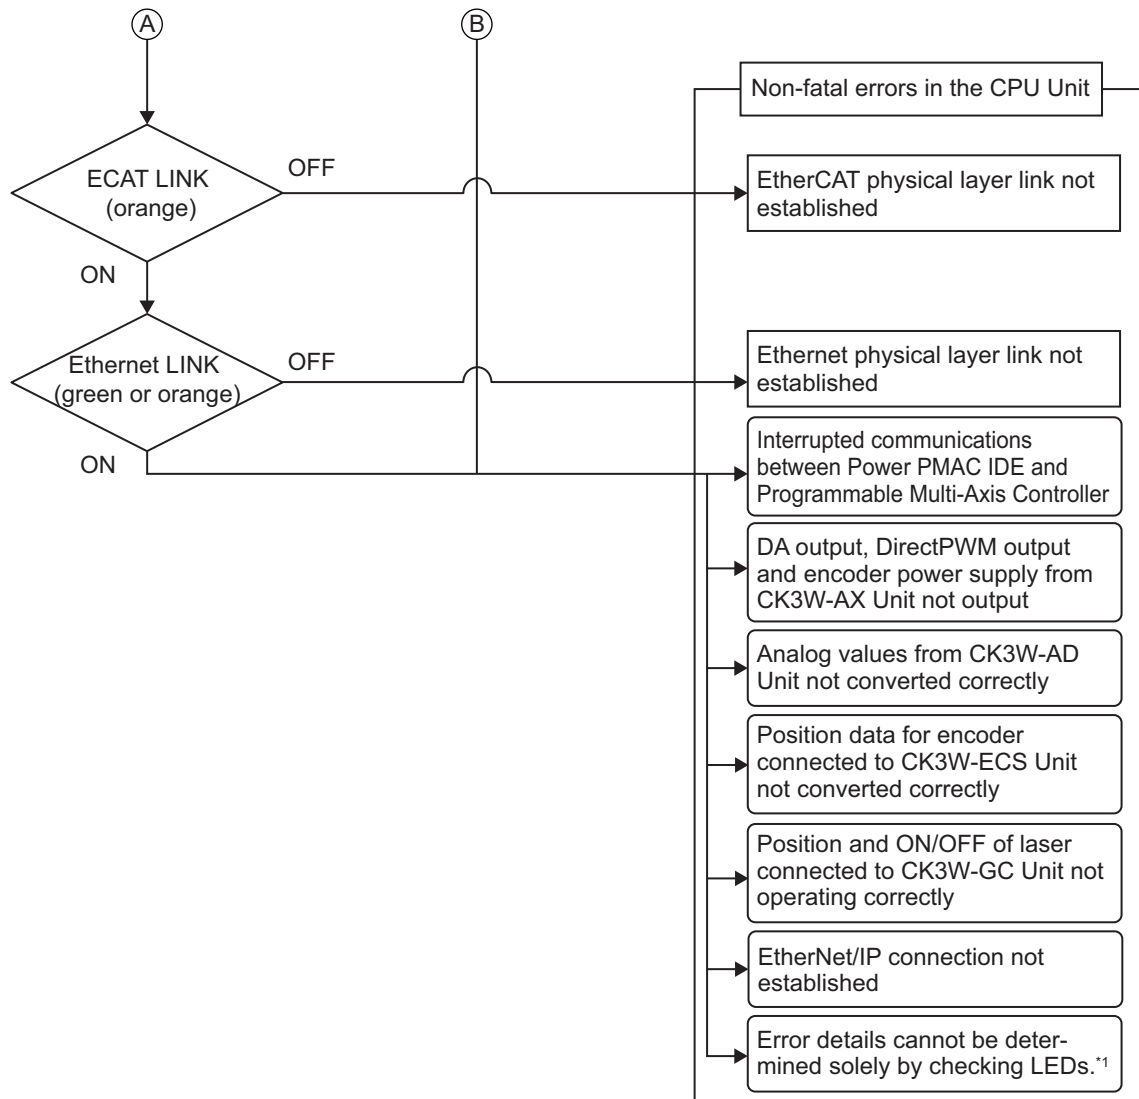 A
B
Non-fatal errors in the CPU Unit
ECAT LINK
(orange)
OFF
EtherCAT physical layer link not
established
ON
Ethernet LINK
(green or orange)
OFF
Ethernet physical layer link not
established
ON
Interrupted communications
between Power PMAC IDE and
Programmable Multi-Axis Controller
DA output, DirectPWM output
and encoder power supply from
CK3W-AX Unit not output
Analog values from CK3W-AD
Unit not converted correctly
Position data for encoder
connected to CK3W-ECS Unit
not converted correctly
Position and ON/OFF of laser
connected to CK3W-GC Unit not
operating correctly
EtherNet/IP connection not
established
Error details cannot be deter-
mined solely by checking LEDs.*1